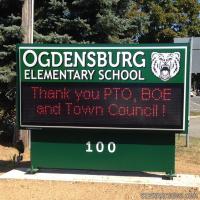 OGDENSBURG
ELEMENTARY SCHOOL
Thank you PTO, BOE
and Town Council !
100